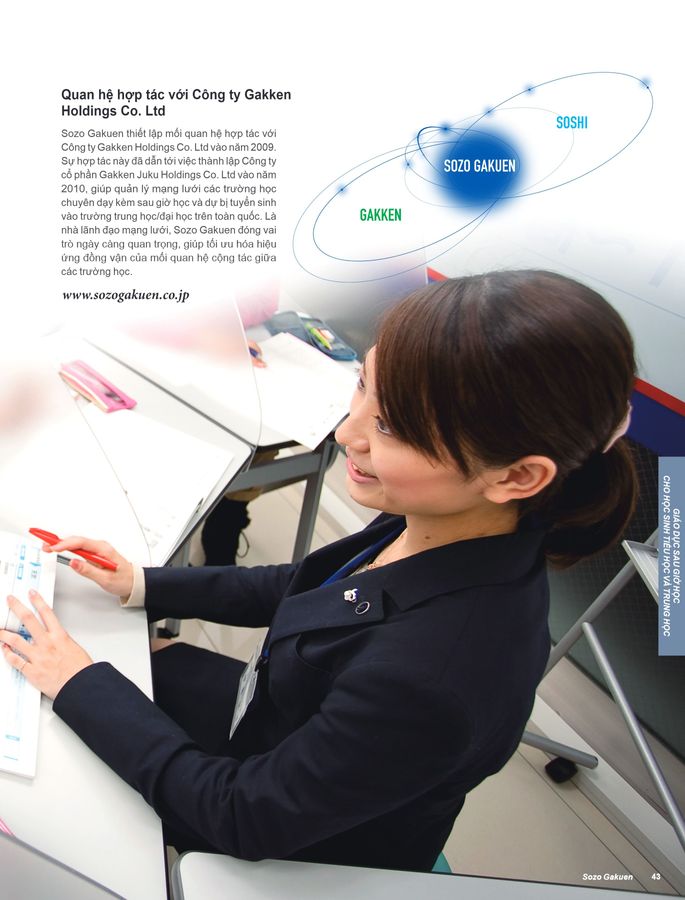 Quan hệ hợp tác với Công ty Gakken
Holdings Co. Ltd
Sozo Gakuen thiết lập mối quan hệ hợp tác với
Công ty Gakken Holdings Co. Ltd vào năm 2009.
Sự hợp tác này đã dẫn tới việc thành lập Công ty
cổ phần Gakken Juku Holdings Co. Ltd vào năm
2010, giúp quản lý mạng lưới các trường học
chuyên dạy kèm sau giờ học và dự bị tuyển sinh
vào trường trung học/đại học trên toàn quốc. Là
nhà lãnh đạo mạng lưới, Sozo Gakuen đóng vai
trò ngày càng quan trọng, giúp tối ưu hóa hiệu
ứng đồng vận của mối quan hệ cộng tác giữa
các trường học.
www.sozogakuen.co.jp
SOSHI
SOZO GAKUEN
GAKKEN
GIÁO DỤC SAU GIỜ HỌC
CHO HỌC SINH TIỂU HỌC VÀ TRUNG HỌC
Sozo Gakuen 43